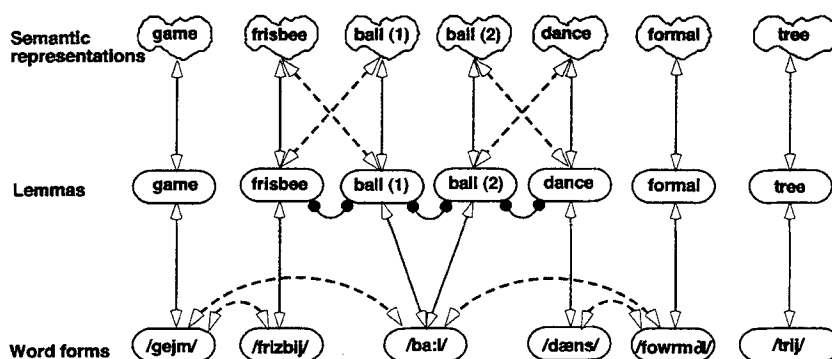 Semantic representations
game frisbee ball (1) ball (2) dance formal tree
Lemmas
game frisbee ball (1) ball (2) dance formal tree
Word forms
/gejm/ /frizbij/ /ba:l/ /dæns/ /fowrməl/ /trij/